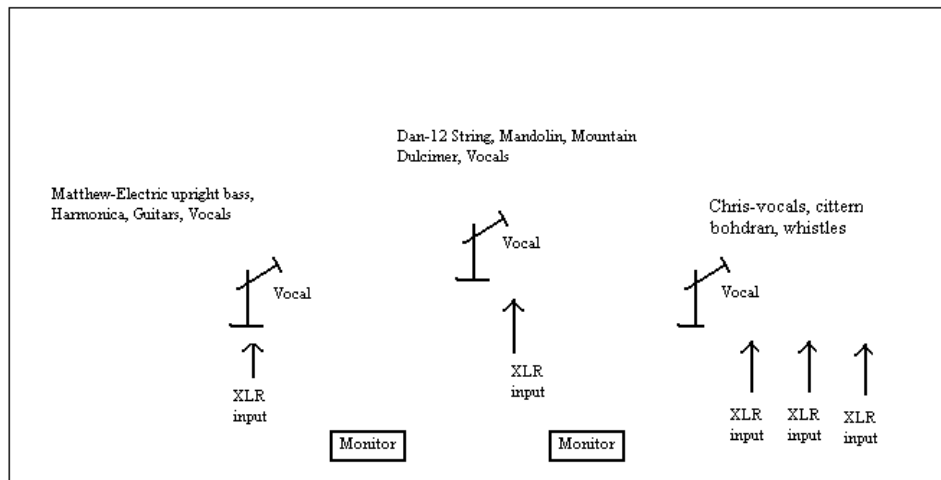 Dan-12 String, Mandolin, Mountain
Dulcimer, Vocals
Matthew-Electric upright bass,
Harmonica, Guitars, Vocals
Chris-vocals, cittern
bohdran, whistles
Vocal
Vocal
Vocal
XLR
input
XLR
input
XLR
input
XLR
input
XLR
input
Monitor
Monitor